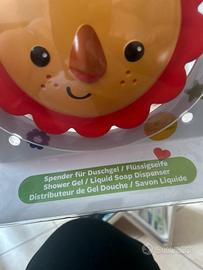 Spender für Duschgel / Flüssigseife
Shower Gel / Liquid Soap Dispenser
Distributeur de Gel Douche / Savon Liquide